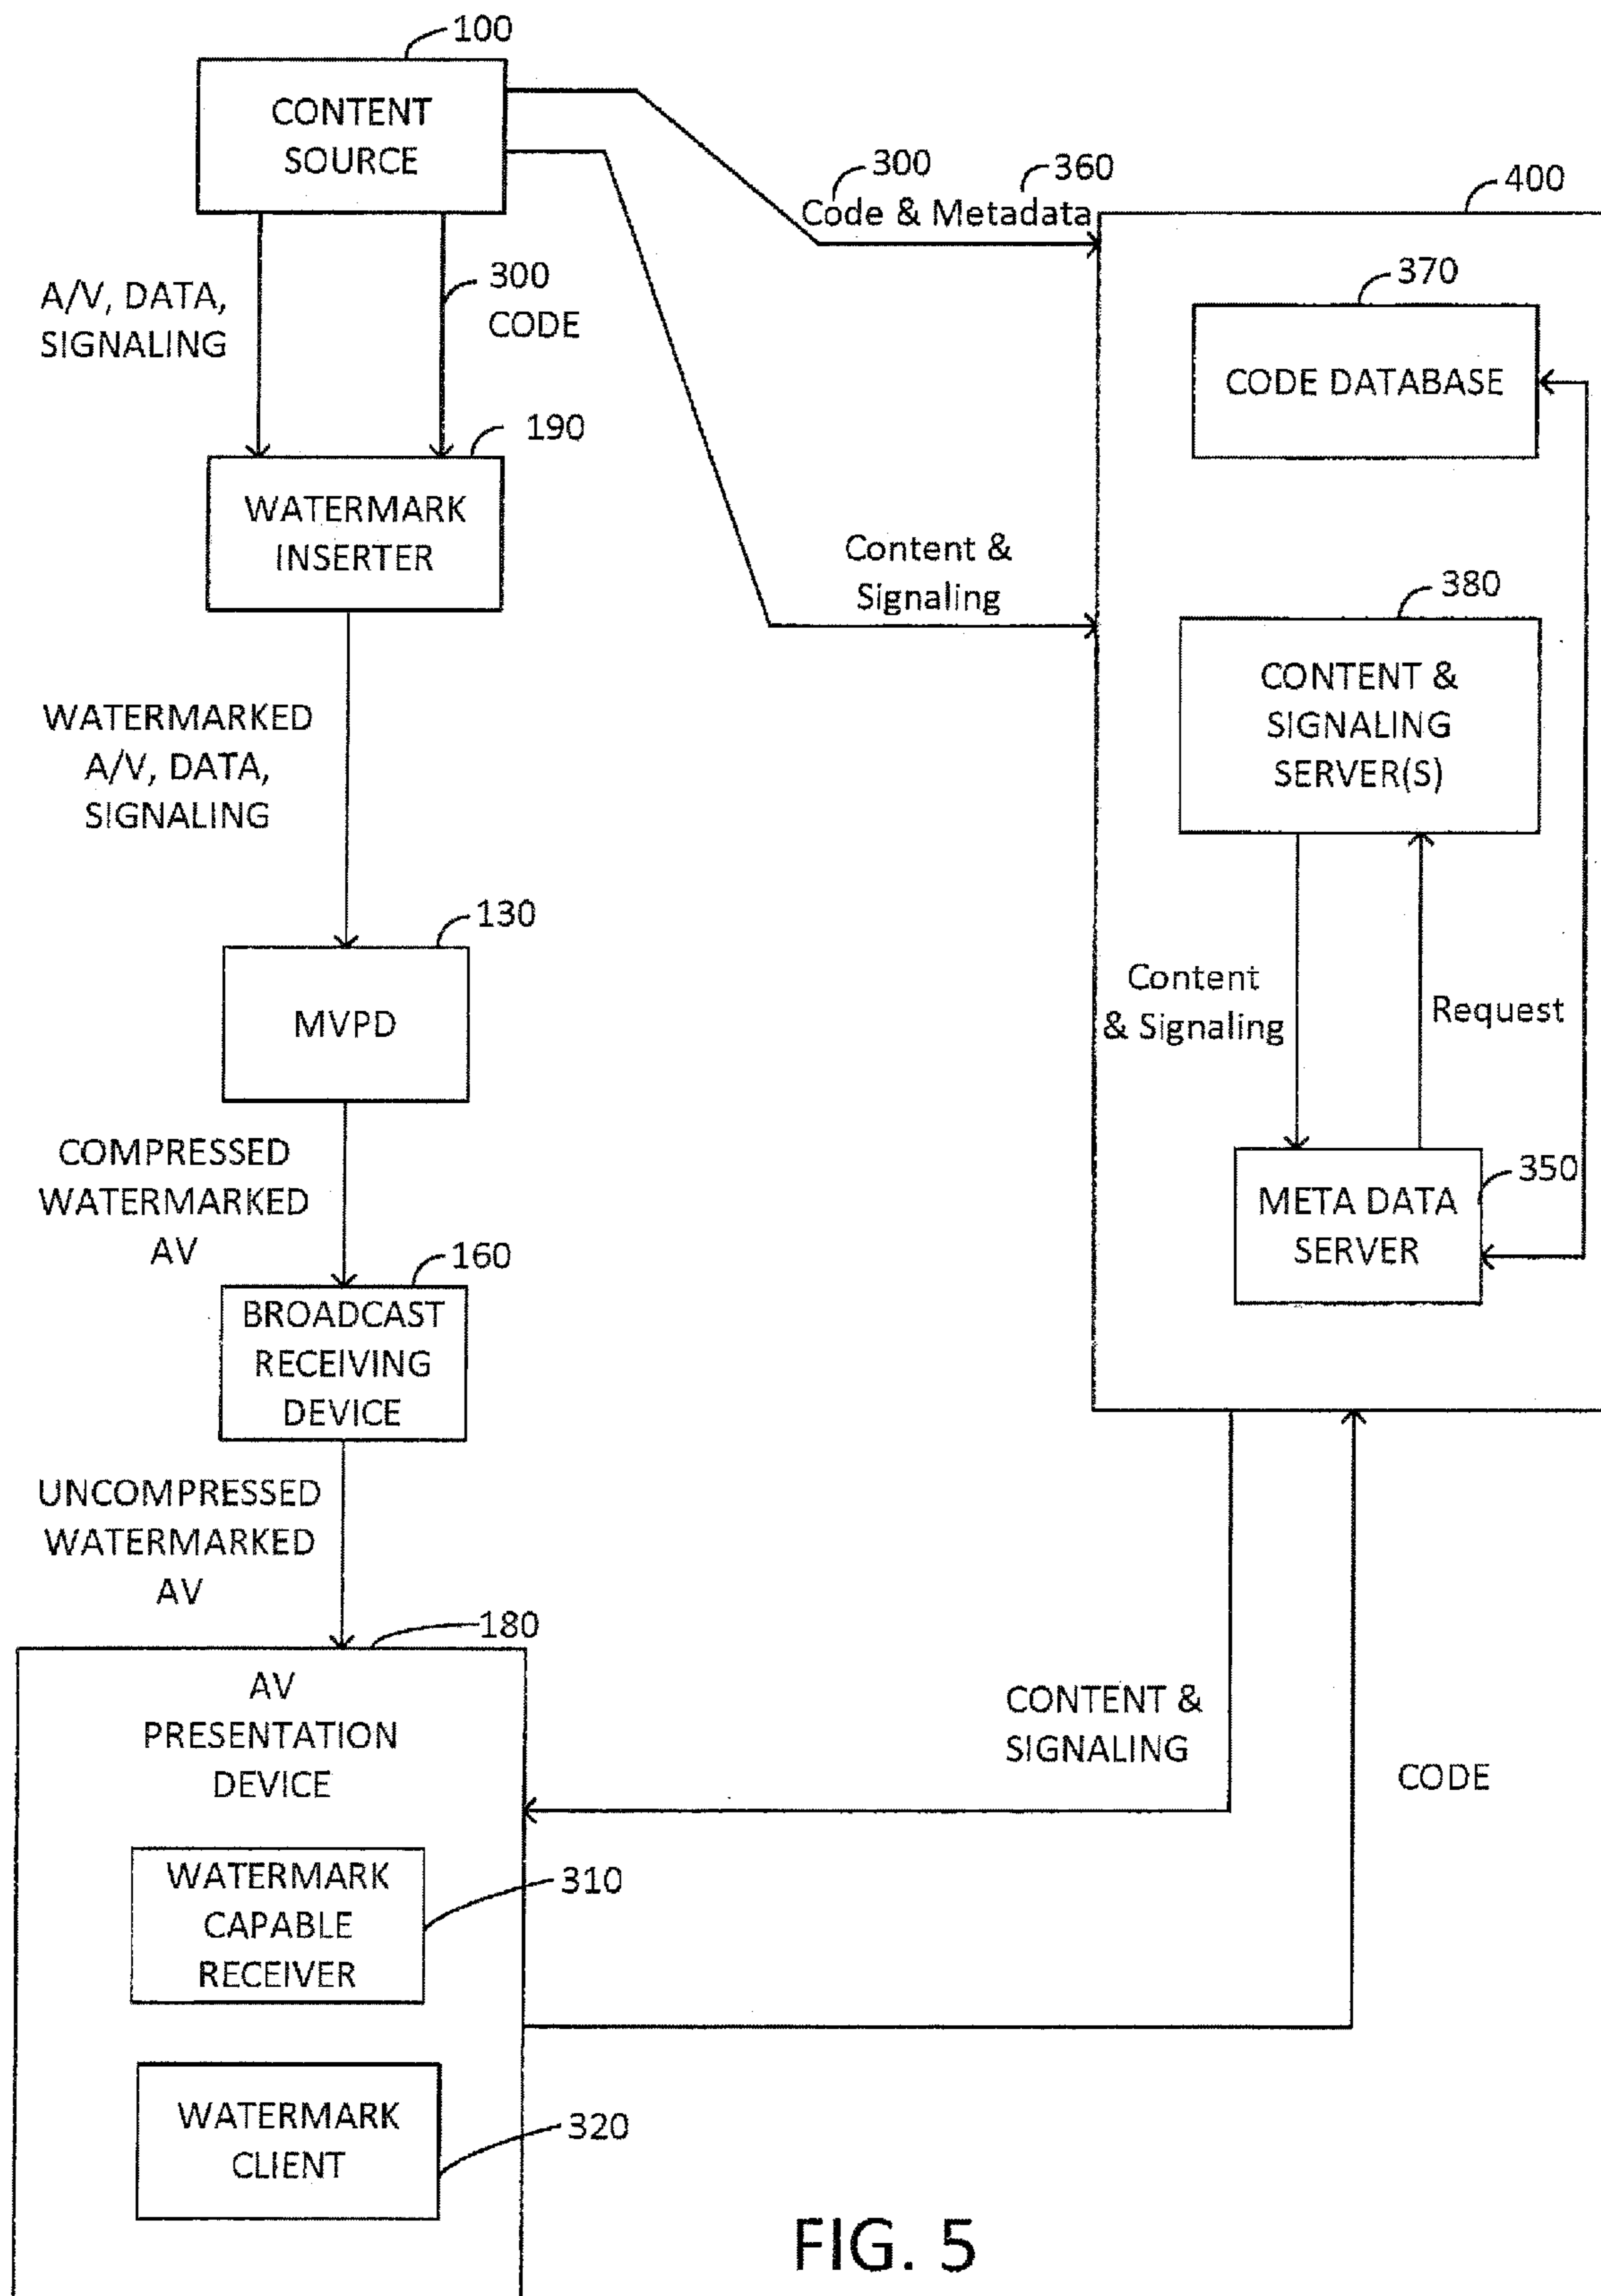 100
CONTENT
SOURCE
300
360
Code & Metadata
400
A/V, DATA,
SIGNALING
300
CODE
370
CODE DATABASE
190
WATERMARK
INSERTER
Content &
Signaling
380
CONTENT &
SIGNALING
SERVER(S)
WATERMARKED
A/V, DATA,
SIGNALING
130
MVPD
Content
& Signaling
Request
COMPRESSED
WATERMARKED
AV
350
META DATA
SERVER
160
BROADCAST
RECEIVING
DEVICE
UNCOMPRESSED
WATERMARKED
AV
180
AV
PRESENTATION
DEVICE
CONTENT &
SIGNALING
CODE
WATERMARK
CAPABLE
RECEIVER
310
WATERMARK
CLIENT
320
FIG. 5